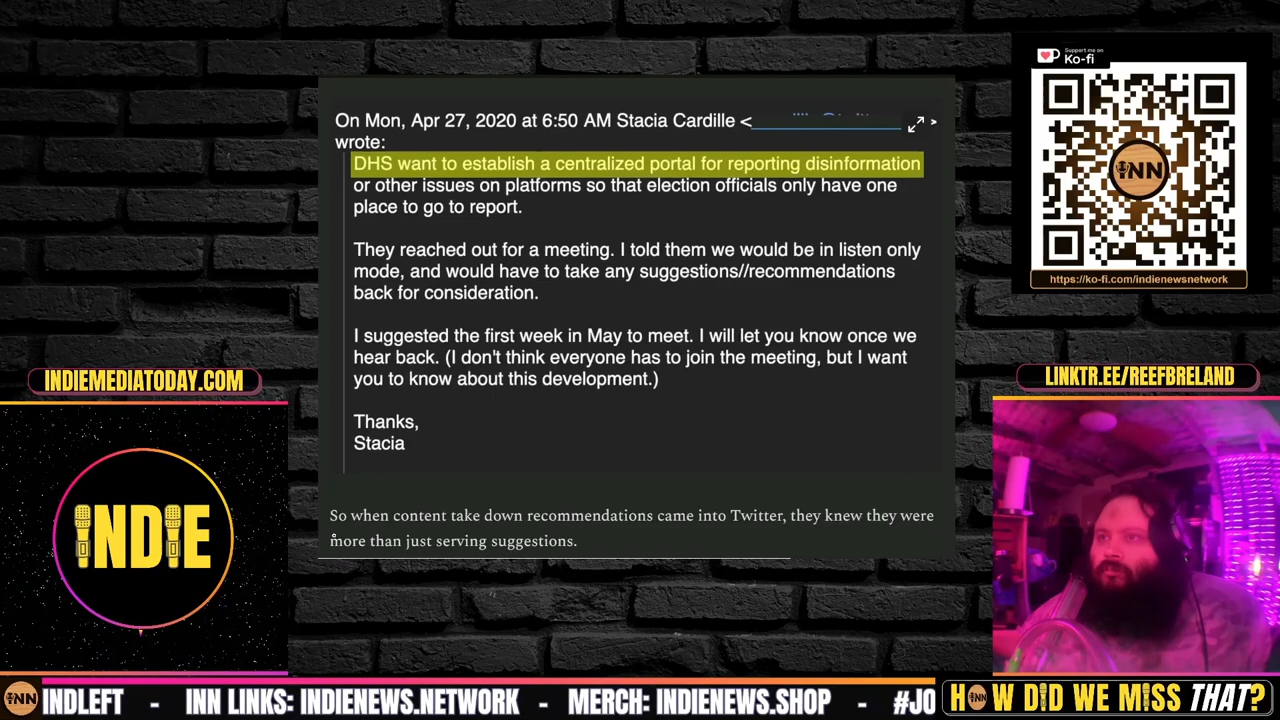 Support me on
Ko-fi
iNN
https://ko-fi.com/indienewsnetwork
On Mon, Apr 27, 2020 at 6:50 AM Stacia Cardille <
>
wrote:
DHS want to establish a centralized portal for reporting disinformation
or other issues on platforms so that election officials only have one
place to go to report.
They reached out for a meeting. I told them we would be in listen only
mode, and would have to take any suggestions//recommendations
back for consideration.
I suggested the first week in May to meet. I will let you know once we
hear back. (I don't think everyone has to join the meeting, but I want
you to know about this development.)
Thanks,
Stacia
So when content take down recommendations came into Twitter, they knew they were
more than just serving suggestions.
INDIEMEDIATODAY.COM
LINKTR.EE/REEFBRELAND
iNDiE
iNN
INDLEFT - INN LINKS: INDIENEWS.NETWORK - MERCH: INDIENEWS.SHOP - #JO
HOW DiD WE MiSS THAT?